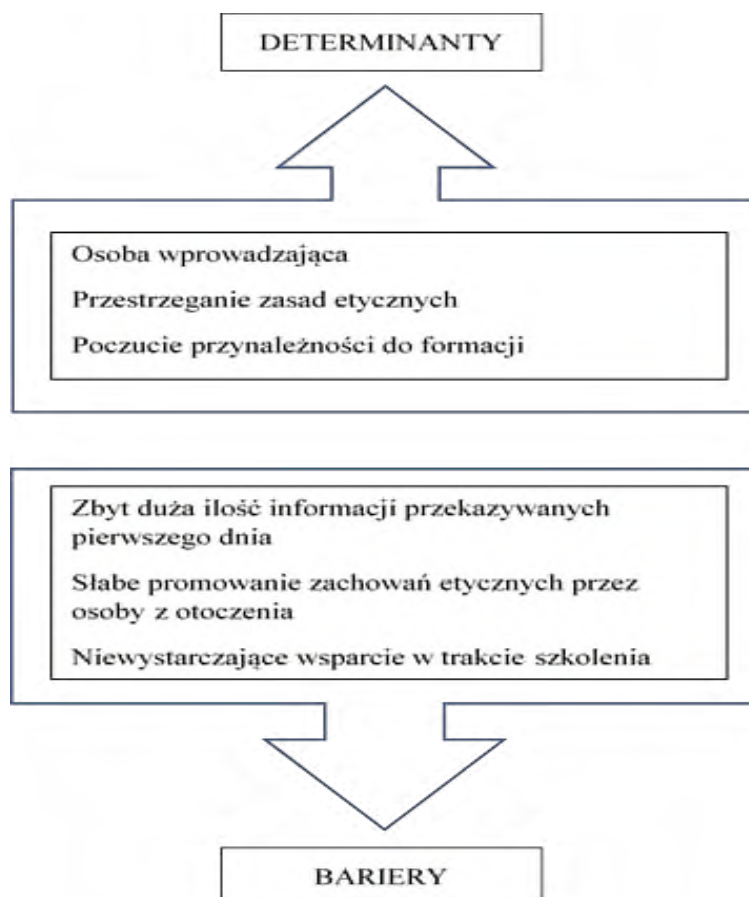 DETERMINANTY
Osoba wprowadzająca
Przestrzeganie zasad etycznych
Poczucie przynależności do formacji
Zbyt duża ilość informacji przekazywanych
pierwszego dnia
Słabe promowanie zachowań etycznych przez
osoby z otoczenia
Niewystarczające wsparcie w trakcie szkolenia
BARIERY